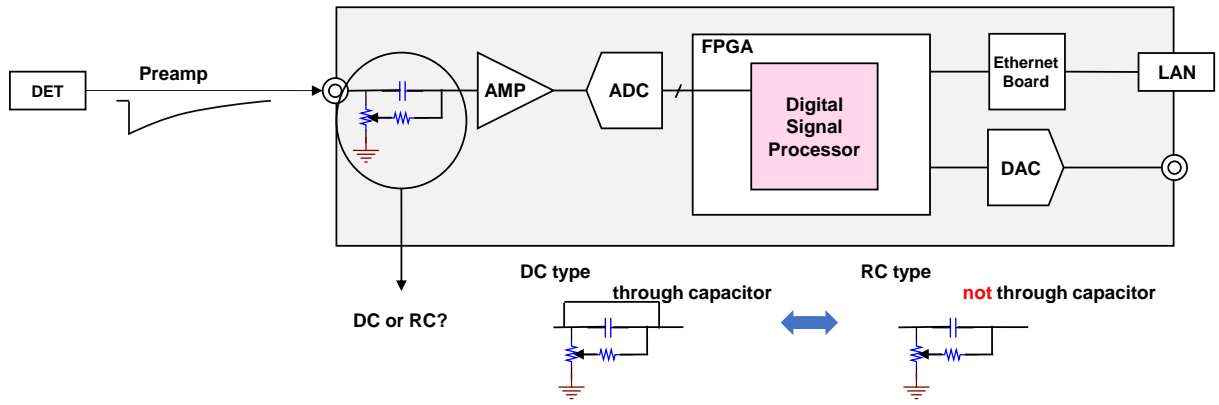 FPGA
Preamp
DET
AMP
ADC
Digital
Signal
Processor
Ethernet
Board
LAN
DAC
DC or RC?
DC type
through capacitor
RC type
not through capacitor